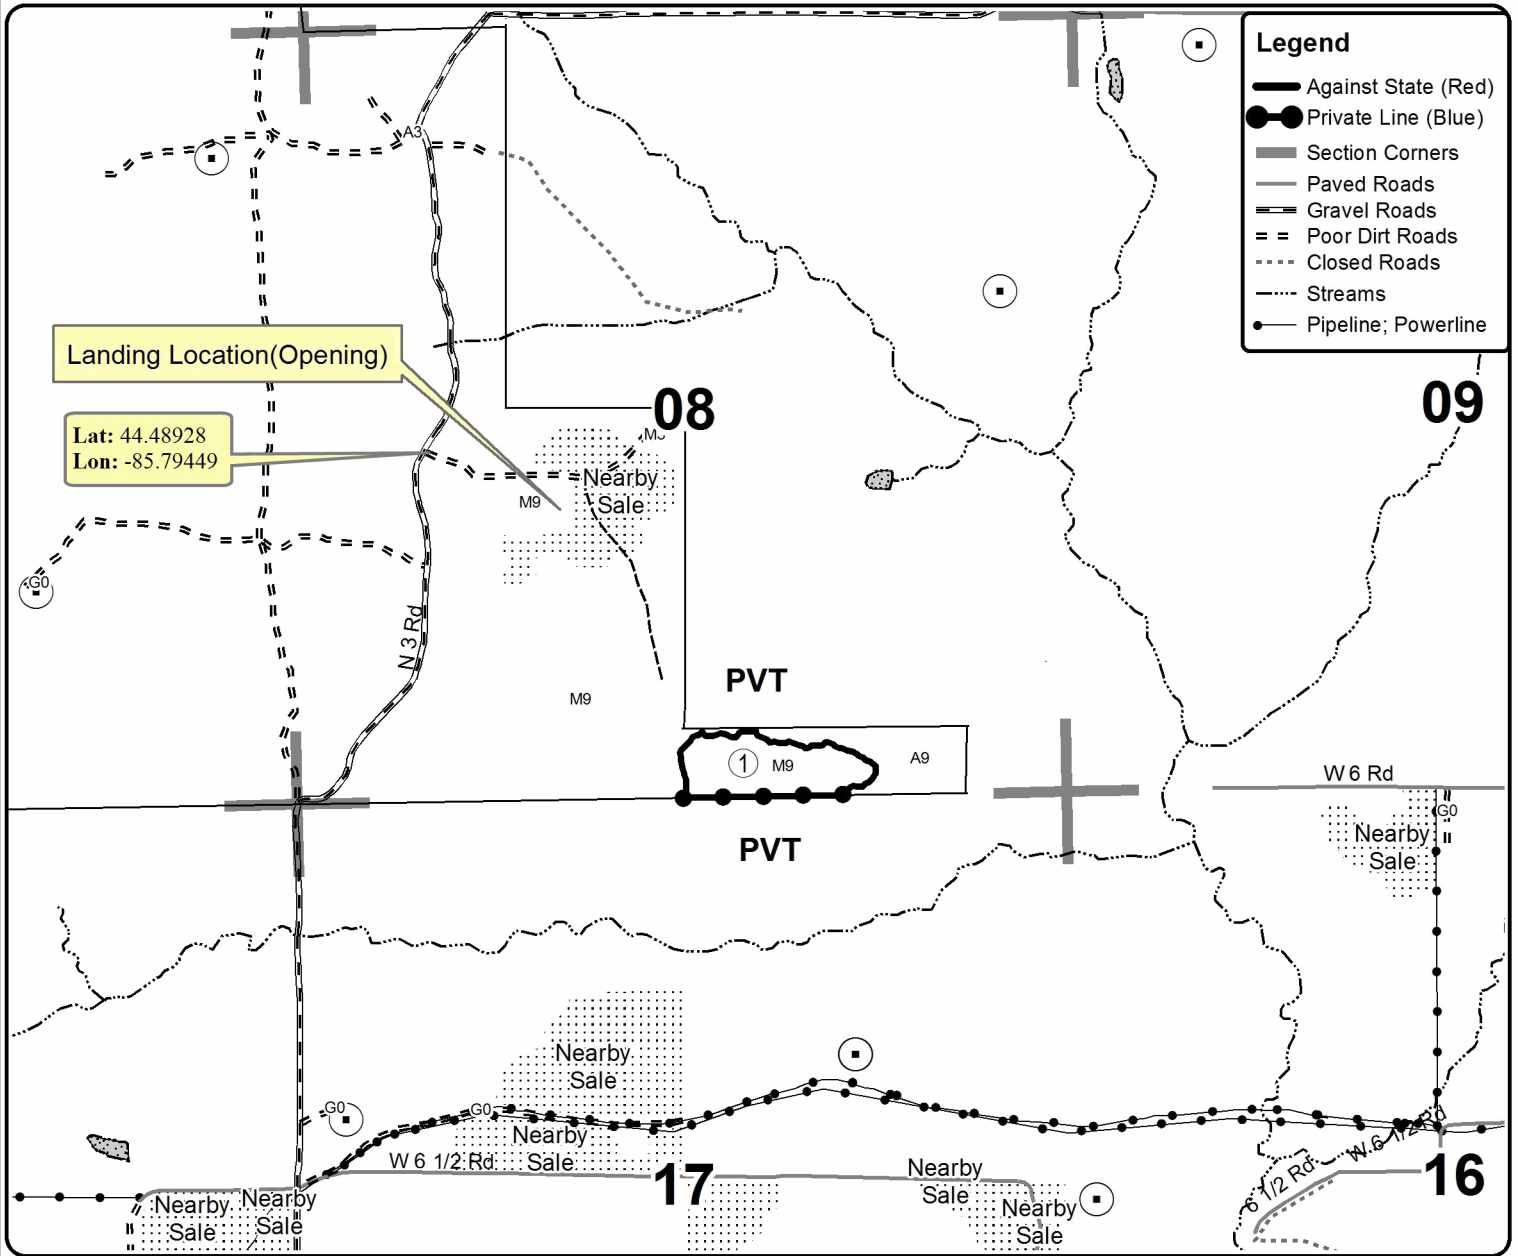 Legend
Against State (Red)
Private Line (Blue)
Section Corners
Paved Roads
Gravel Roads
Poor Dirt Roads
Closed Roads
Streams
Pipeline; Powerline
A3
Landing Location(Opening)
08
09
Lat: 44.48928
Lon: -85.79449
Nearby
Sale
M9
G0
N 3 Rd
M9
PVT
1
M9
A9
W 6 Rd
G0
Nearby
Sale
PVT
Nearby
Sale
G0
G0
Nearby
Sale
W 6 1/2 Rd
17
Nearby
Sale
W 6 1/2 Rd
16
6 1/2 Rd
Nearby
Sale
Nearby
Sale
Nearby
Sale